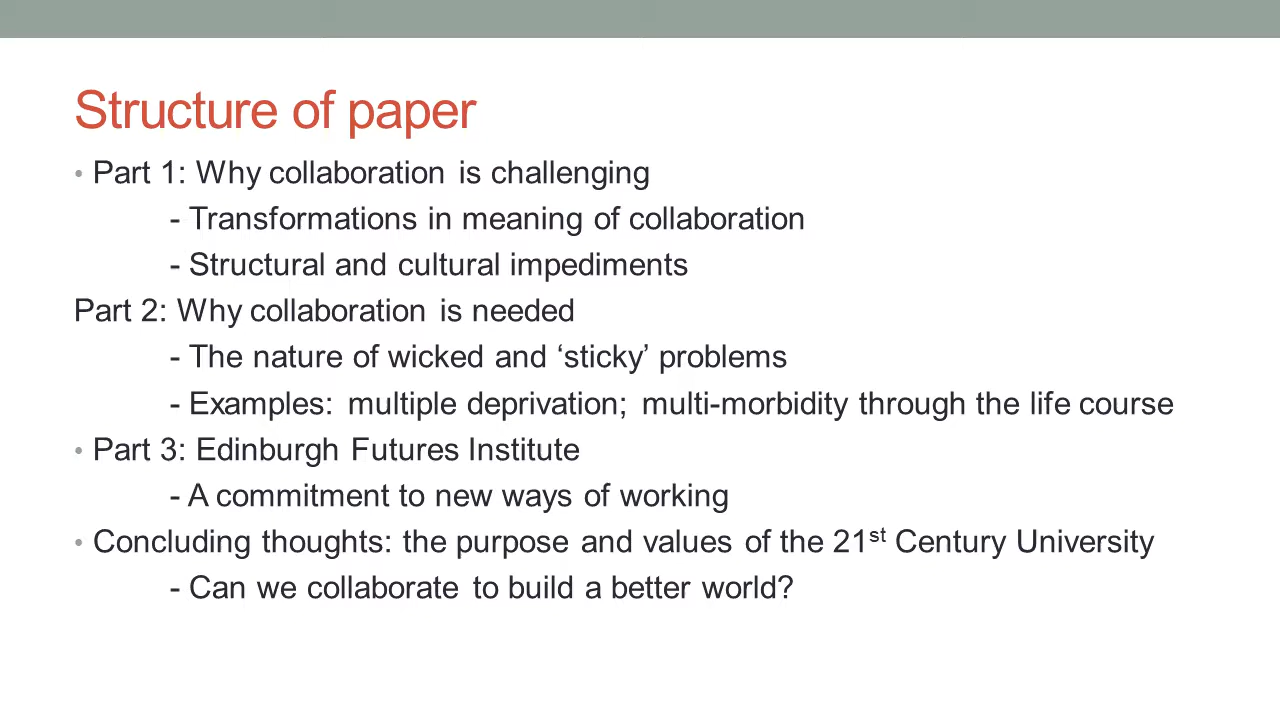 Structure of paper
• Part 1: Why collaboration is challenging
- Transformations in meaning of collaboration
- Structural and cultural impediments
Part 2: Why collaboration is needed
- The nature of wicked and ‘sticky’ problems
- Examples: multiple deprivation; multi-morbidity through the life course
• Part 3: Edinburgh Futures Institute
- A commitment to new ways of working
• Concluding thoughts: the purpose and values of the 21st Century University
- Can we collaborate to build a better world?